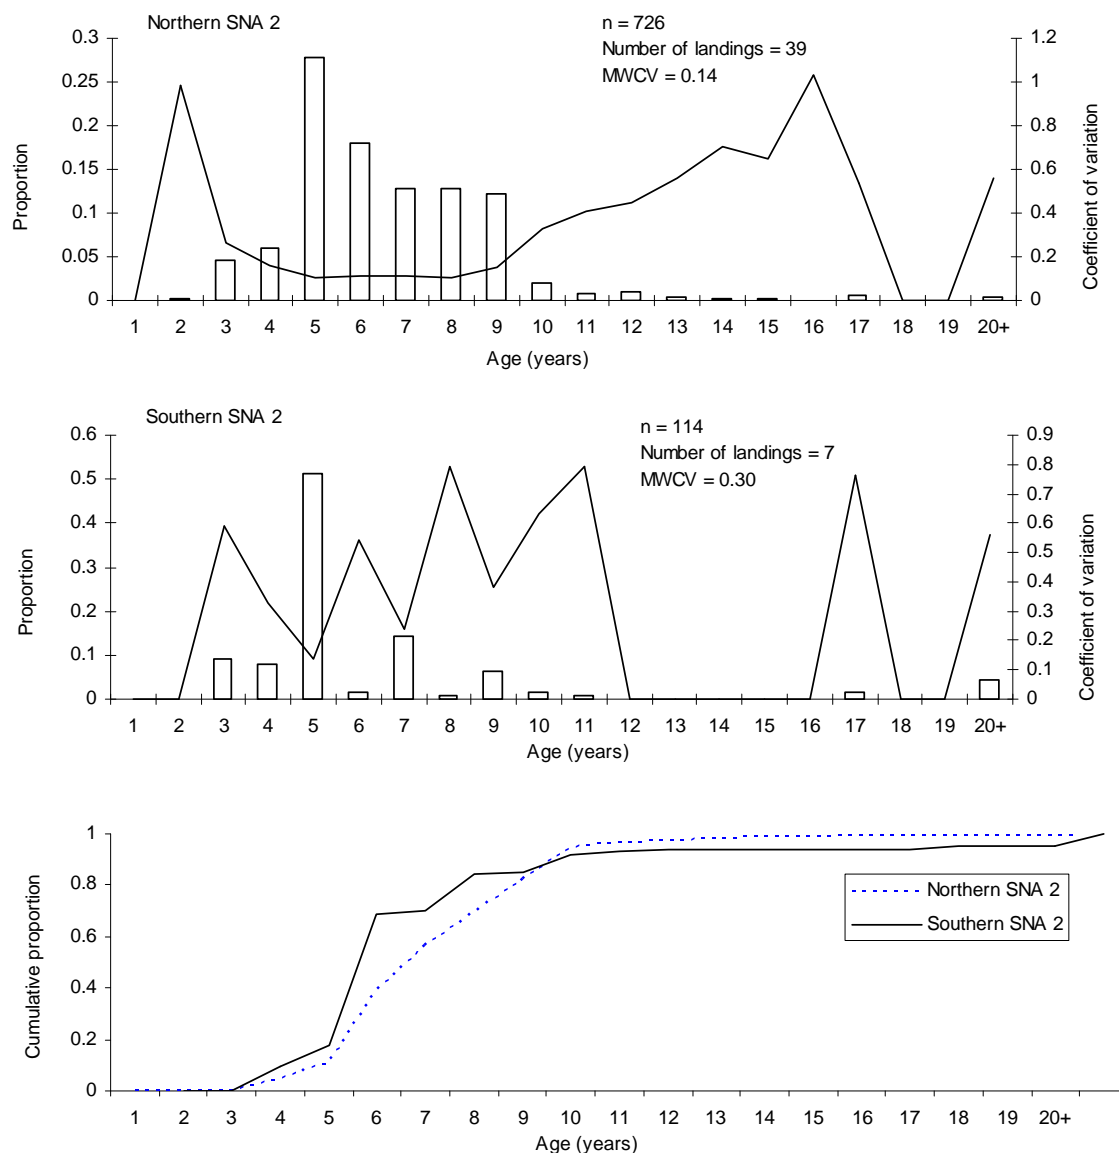 Northern SNA 2
n = 726
Number of landings = 39
MWCV = 0.14
Proportion
0.3
0.25
0.2
0.15
0.1
0.05
0
1.2
1
0.8
0.6
0.4
0.2
0
Coefficient of variation
1 2 3 4 5 6 7 8 9 10 11 12 13 14 15 16 17 18 19 20+
Age (years)
Southern SNA 2
n = 114
Number of landings = 7
MWCV = 0.30
Proportion
0.6
0.5
0.4
0.3
0.2
0.1
0
0.9
0.8
0.7
0.6
0.5
0.4
0.3
0.2
0.1
0
Coefficient of variation
1 2 3 4 5 6 7 8 9 10 11 12 13 14 15 16 17 18 19 20+
Age (years)
Cumulative proportion
1
0.8
0.6
0.4
0.2
0
Northern SNA 2
Southern SNA 2
1 2 3 4 5 6 7 8 9 10 11 12 13 14 15 16 17 18 19 20+
Age (years)